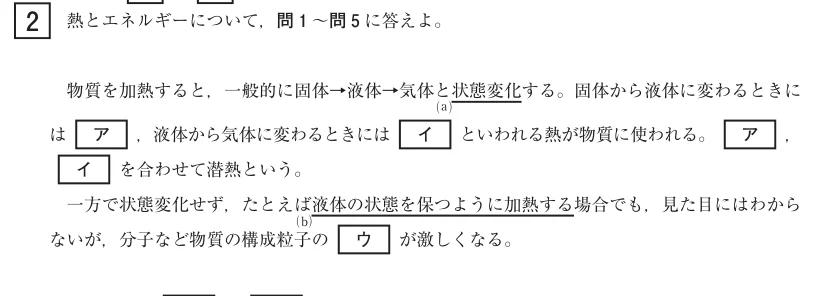 2 熱とエネルギーについて，問1～問5に答えよ。
物質を加熱すると，一般的に固体→液体→気体と状態変化する。固体から液体に変わるときに
(a)
は ア ，液体から気体に変わるときには イ といわれる熱が物質に使われる。 ア ，
イ を合わせて潜熱という。
一方で状態変化せず，たとえば液体の状態を保つように加熱する場合でも，見た目にはわから
(b)
ないが，分子など物質の構成粒子の ウ が激しくなる。